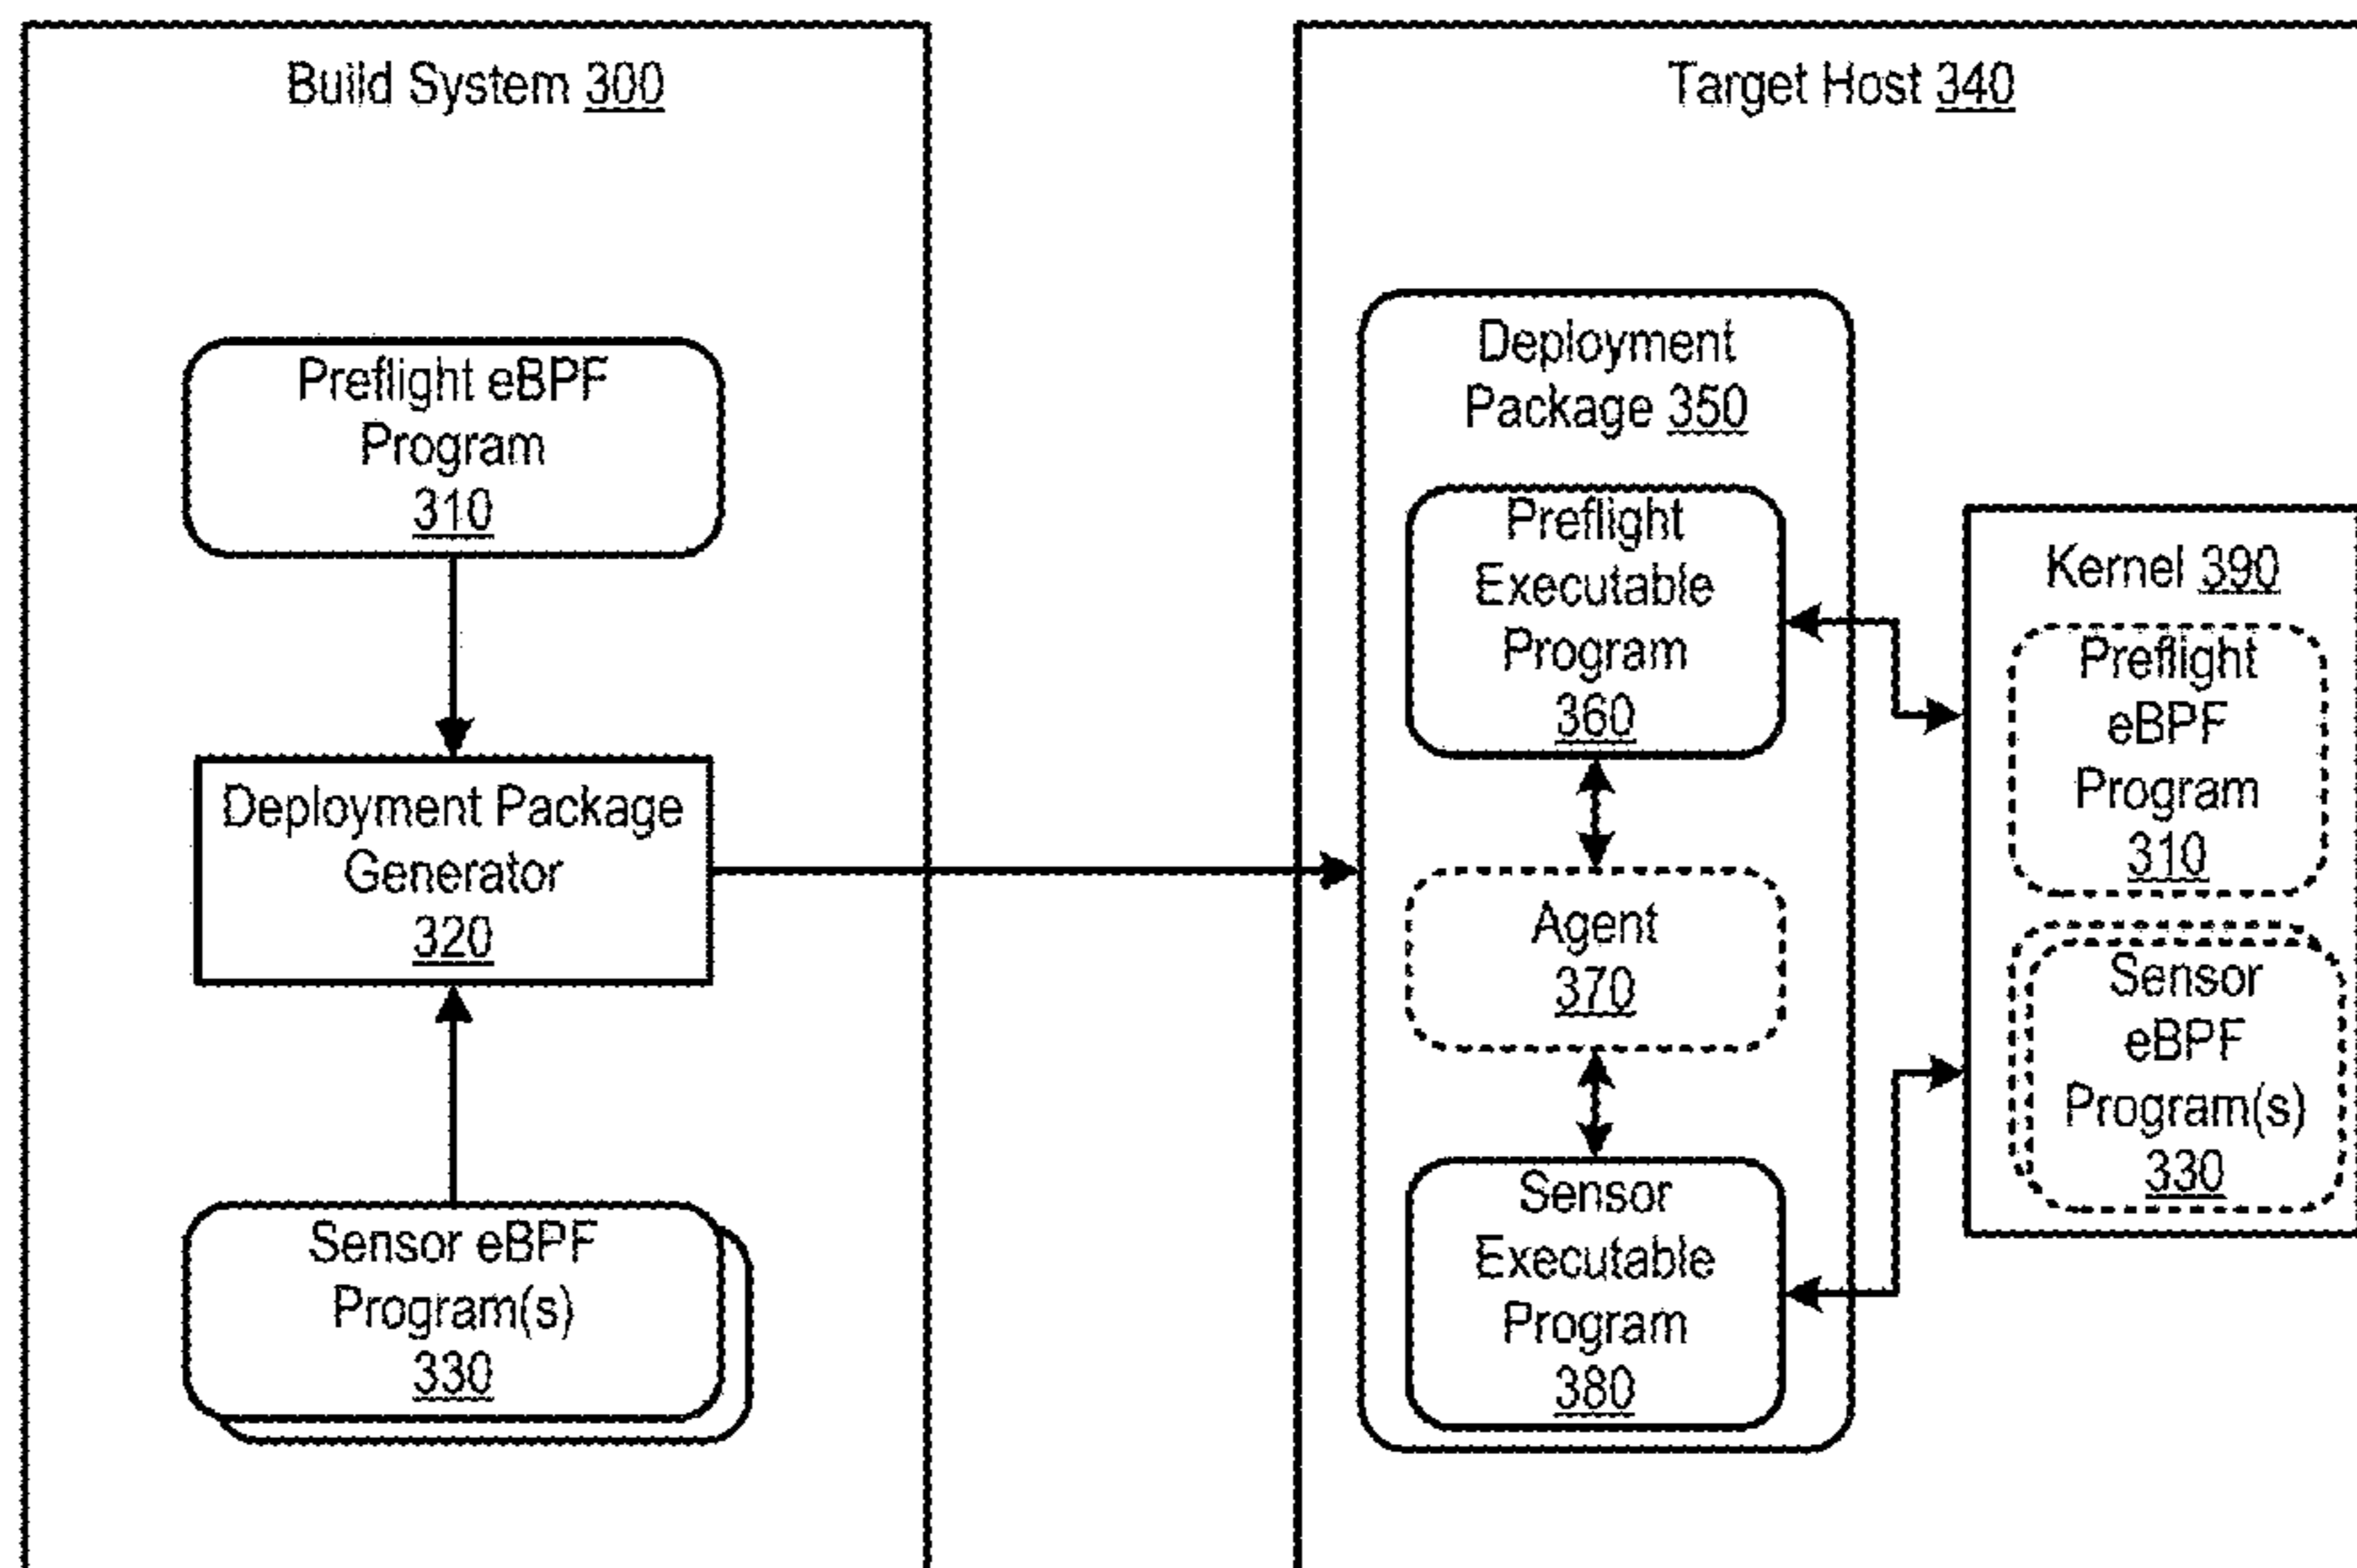 Build System 300
Preflight eBPF
Program
310
Deployment Package
Generator
320
Sensor eBPF
Program(s)
330
Target Host 340
Deployment
Package 350
Preflight
Executable
Program
360
Agent
370
Sensor
Executable
Program
380
Kernel 390
Preflight
eBPF
Program
310
Sensor
eBPF
Program(s)
330